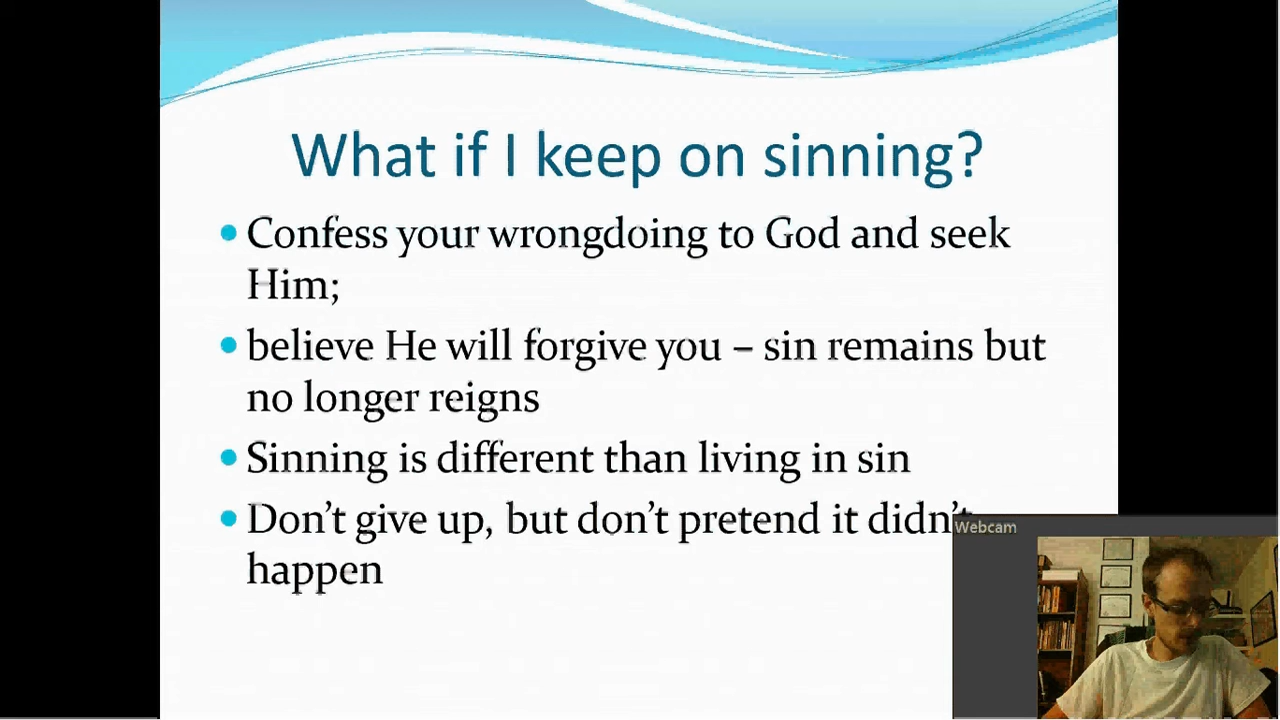 What if I keep on sinning?
• Confess your wrongdoing to God and seek
Him;
• believe He will forgive you – sin remains but
no longer reigns
• Sinning is different than living in sin
• Don't give up, but don't pretend it didn't
happen
Webcam